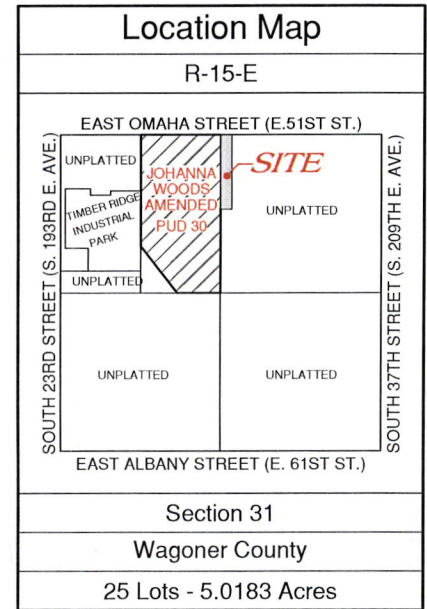 Location Map
R-15-E
EAST OMAHA STREET (E.51ST ST.)
SOUTH 23RD STREET (S. 193RD E. AVE.)
UNPLATTED
TIMBER RIDGE
INDUSTRIAL
PARK
UNPLATTED
JOHANNA
WOODS
AMENDED
PUD 30
SITE
UNPLATTED
SOUTH 37TH STREET (S. 209TH E. AVE.)
UNPLATTED
UNPLATTED
EAST ALBANY STREET (E. 61ST ST.)
Section 31
Wagoner County
25 Lots - 5.0183 Acres